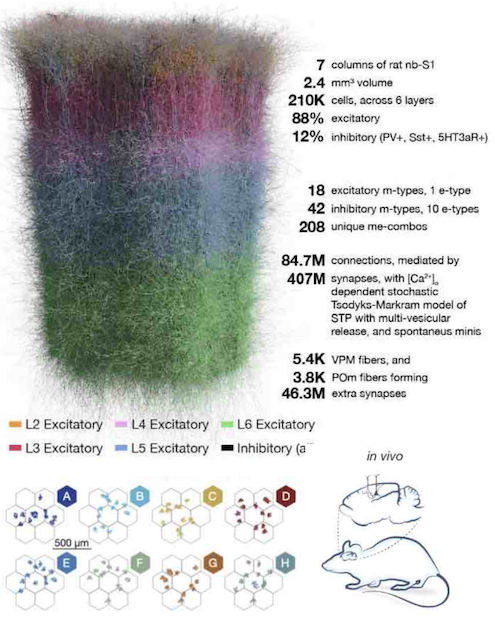 7 columns of rat nb-S1
2.4 mm³ volume
210K cells, across 6 layers
88% excitatory
12% inhibitory (PV+, Sst+, 5HT3aR+)
18 excitatory m-types, 1 e-type
42 inhibitory m-types, 10 e-types
208 unique me-combos
84.7M connections, mediated by
407M synapses, with [Ca²⁺]ₒ
dependent stochastic
Tsodyks-Markram model of
STP with multi-vesicular
release, and spontaneus minis
5.4K VPM fibers, and
3.8K POm fibers forming
46.3M extra synapses
L2 Excitatory L4 Excitatory L6 Excitatory
L3 Excitatory L5 Excitatory Inhibitory (a
in vivo
A B C D
500 µm
E F G H